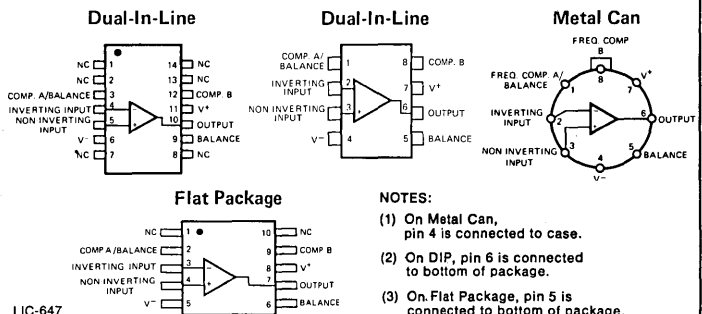 Dual-In-Line
NC 1
NC 2
COMP. A/BALANCE 3
INVERTING INPUT 4
NON INVERTING 5
INPUT
V- 6
NC 7
14 NC
13 NC
12 COMP. B
11 V+
10 OUTPUT
9 BALANCE
8 NC
- +
Dual-In-Line
COMP. A/
BALANCE 1
INVERTING 2
INPUT
NON INVERTING 3
INPUT
V- 4
8 COMP. B
7 V+
6 OUTPUT
5 BALANCE
- +
Metal Can
FREQ. COMP
B
8
FREQ. COMP. A/
BALANCE 1
7 V+
INVERTING 2
INPUT
6 OUTPUT
NON INVERTING 3
INPUT
5 BALANCE
4
V-
- +
Flat Package
NC 1
COMP A/BALANCE 2
INVERTING INPUT 3
NON INVERTING 4
INPUT
V- 5
10 NC
9 COMP B
8 V+
7 OUTPUT
6 BALANCE
- +
LIC-647
NOTES:
(1) On Metal Can,
pin 4 is connected to case.
(2) On DIP, pin 6 is connected
to bottom of package.
(3) On Flat Package, pin 5 is
connected to bottom of package.